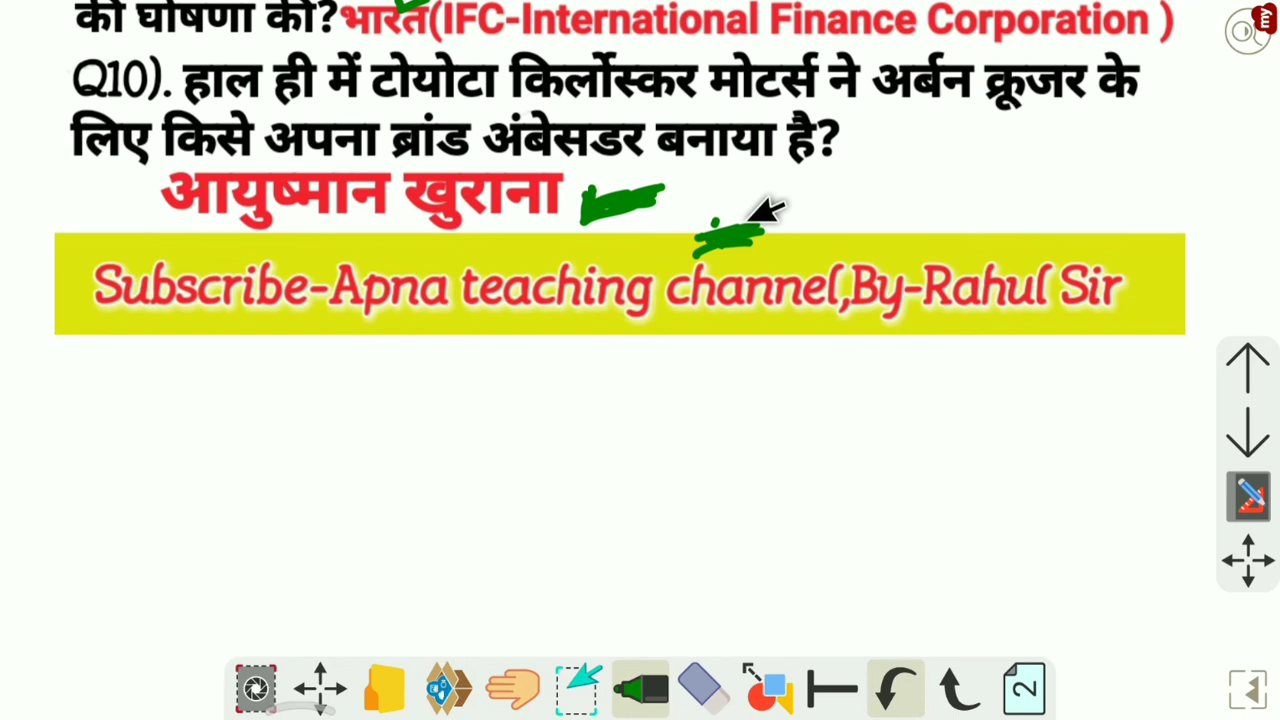 की घोषणा की?भारत(IFC-International Finance Corporation )
Q10). हाल ही में टोयोटा किर्लोस्कर मोटर्स ने अर्बन क्रूजर के
लिए किसे अपना ब्रांड अंबेसडर बनाया है?
आयुष्मान खुराना
Subscribe-Apna teaching channel,By-Rahul Sir
2